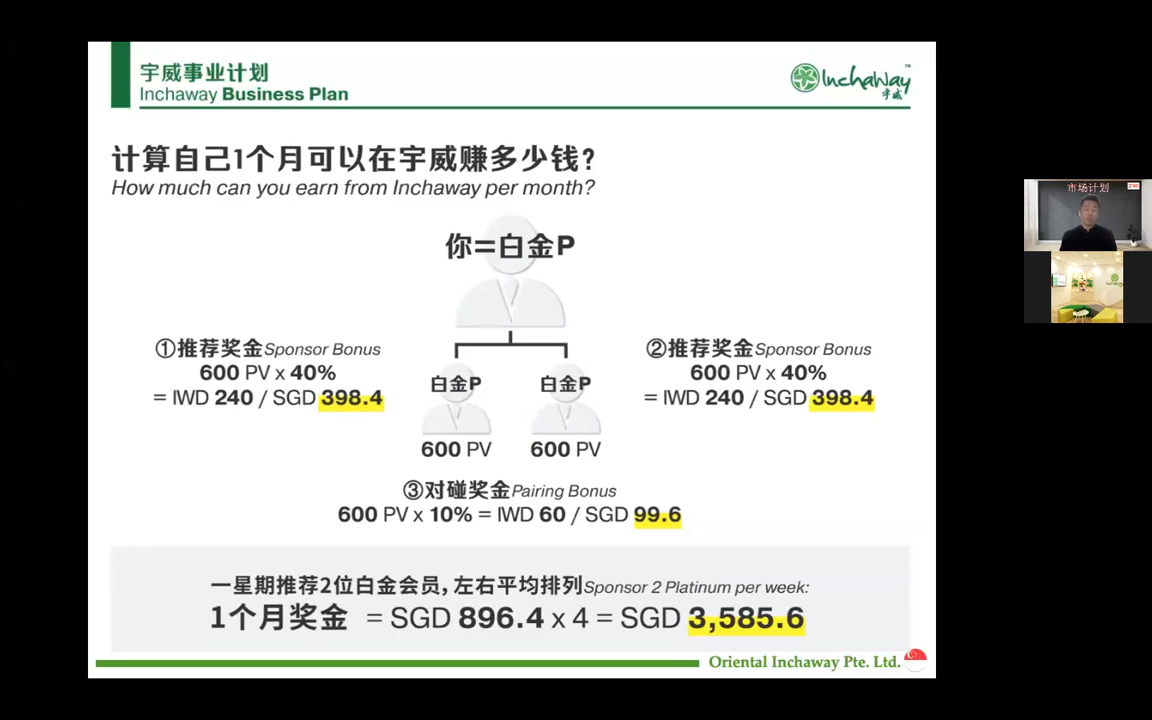 宇威事业计划
Inchaway Business Plan
InchaWay™
宇威
计算自己1个月可以在宇威赚多少钱?
How much can you earn from Inchaway per month?
你=白金P
①推荐奖金Sponsor Bonus
600 PV x 40%
= IWD 240 / SGD 398.4
②推荐奖金Sponsor Bonus
600 PV x 40%
= IWD 240 / SGD 398.4
白金P
白金P
600 PV
600 PV
③对碰奖金Pairing Bonus
600 PV x 10% = IWD 60 / SGD 99.6
一星期推荐2位白金会员,左右平均排列Sponsor 2 Platinum per week:
1个月奖金 = SGD 896.4 x 4 = SGD 3,585.6
Oriental Inchaway Pte. Ltd.
市场计划